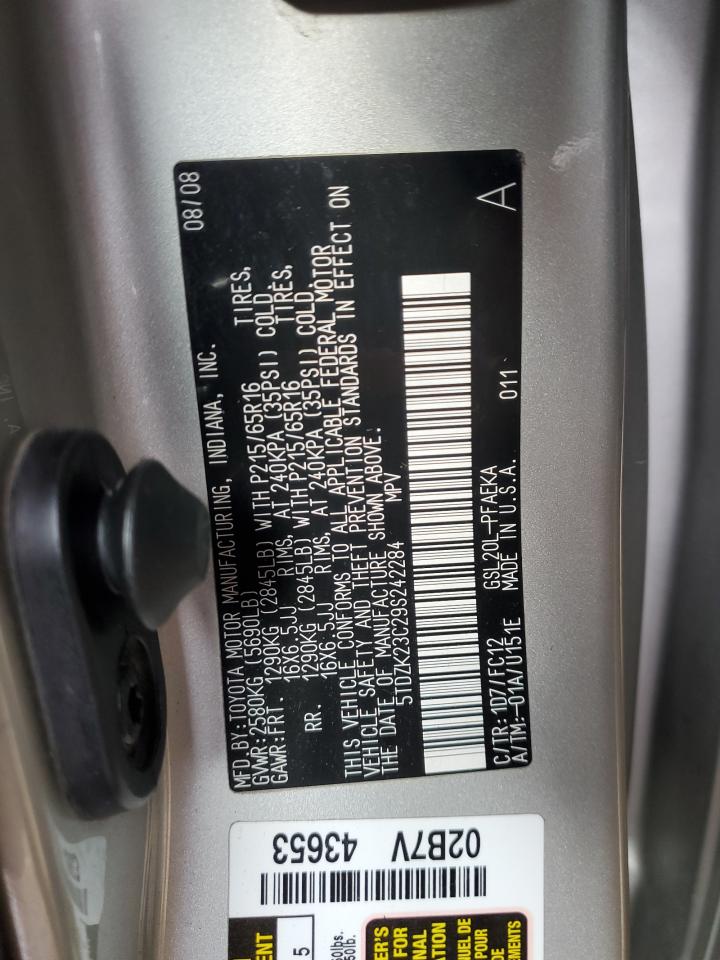 MFD.BY:TOYOTA MOTOR MANUFACTURING, INDIANA, INC. 08/08
GVWR:2580KG (5690LB)
GAWR:FRT. 1290KG (2845LB) WITH P215/65R16 TIRES,
16X6.5JJ RIMS, AT 240KPA (35PSI) COLD.
RR. 1290KG (2845LB) WITH P215/65R16 TIRES,
16X6.5JJ RIMS, AT 240KPA (35PSI) COLD.
THIS VEHICLE CONFORMS TO ALL APPLICABLE FEDERAL MOTOR
VEHICLE SAFETY AND THEFT PREVENTION STANDARDS IN EFFECT ON
THE DATE OF MANUFACTURE SHOWN ABOVE.
5TDZK23C29S242284 MPV
C/TR:1D7/FC12 GSL20L-PFAEKA 011 A
A/TM:-01A/U151E MADE IN U.S.A.
02B7V 43653
5